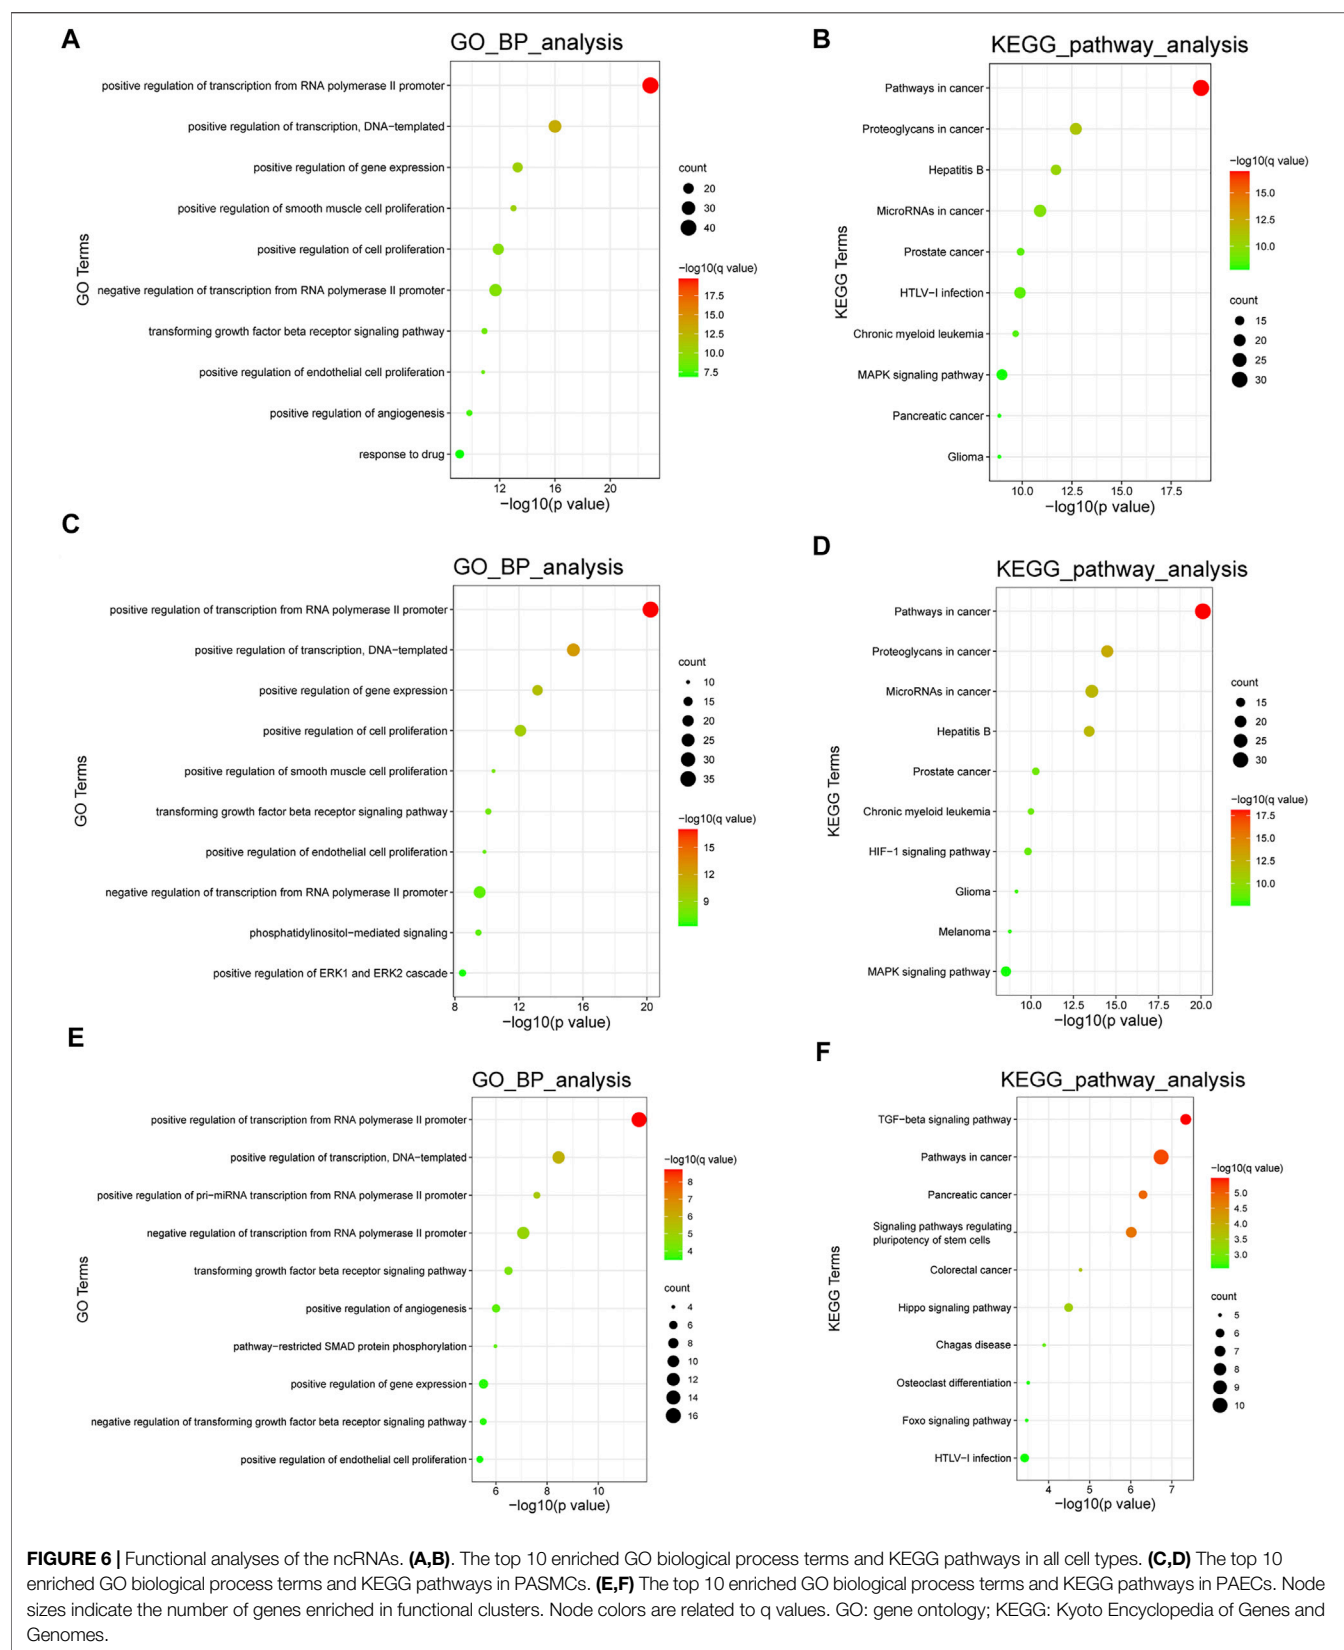 A
GO_BP_analysis
GO Terms
positive regulation of transcription from RNA polymerase II promoter
positive regulation of transcription, DNA−templated
positive regulation of gene expression
positive regulation of smooth muscle cell proliferation
positive regulation of cell proliferation
negative regulation of transcription from RNA polymerase II promoter
transforming growth factor beta receptor signaling pathway
positive regulation of endothelial cell proliferation
positive regulation of angiogenesis
response to drug
12 16 20
−log10(p value)
count
20
30
40
−log10(q value)
17.5
15.0
12.5
10.0
7.5
B
KEGG_pathway_analysis
KEGG Terms
Pathways in cancer
Proteoglycans in cancer
Hepatitis B
MicroRNAs in cancer
Prostate cancer
HTLV−I infection
Chronic myeloid leukemia
MAPK signaling pathway
Pancreatic cancer
Glioma
10.0 12.5 15.0 17.5
−log10(p value)
−log10(q value)
15.0
12.5
10.0
count
15
20
25
30
C
GO_BP_analysis
GO Terms
positive regulation of transcription from RNA polymerase II promoter
positive regulation of transcription, DNA−templated
positive regulation of gene expression
positive regulation of cell proliferation
positive regulation of smooth muscle cell proliferation
transforming growth factor beta receptor signaling pathway
positive regulation of endothelial cell proliferation
negative regulation of transcription from RNA polymerase II promoter
phosphatidylinositol−mediated signaling
positive regulation of ERK1 and ERK2 cascade
8 12 16 20
−log10(p value)
count
10
15
20
25
30
35
−log10(q value)
15
12
9
D
KEGG_pathway_analysis
KEGG Terms
Pathways in cancer
Proteoglycans in cancer
MicroRNAs in cancer
Hepatitis B
Prostate cancer
Chronic myeloid leukemia
HIF−1 signaling pathway
Glioma
Melanoma
MAPK signaling pathway
10.0 12.5 15.0 17.5 20.0
−log10(p value)
count
15
20
25
30
−log10(q value)
17.5
15.0
12.5
10.0
E
GO_BP_analysis
GO Terms
positive regulation of transcription from RNA polymerase II promoter
positive regulation of transcription, DNA−templated
positive regulation of pri−miRNA transcription from RNA polymerase II promoter
negative regulation of transcription from RNA polymerase II promoter
transforming growth factor beta receptor signaling pathway
positive regulation of angiogenesis
pathway−restricted SMAD protein phosphorylation
positive regulation of gene expression
negative regulation of transforming growth factor beta receptor signaling pathway
positive regulation of endothelial cell proliferation
6 8 10
−log10(p value)
−log10(q value)
8
7
6
5
4
count
4
6
8
10
12
14
16
F
KEGG_pathway_analysis
KEGG Terms
TGF−beta signaling pathway
Pathways in cancer
Pancreatic cancer
Signaling pathways regulating
pluripotency of stem cells
Colorectal cancer
Hippo signaling pathway
Chagas disease
Osteoclast differentiation
Foxo signaling pathway
HTLV−I infection
4 5 6 7
−log10(p value)
−log10(q value)
5.0
4.5
4.0
3.5
3.0
count
5
6
7
8
9
10
FIGURE 6 | Functional analyses of the ncRNAs. (A,B). The top 10 enriched GO biological process terms and KEGG pathways in all cell types. (C,D) The top 10
enriched GO biological process terms and KEGG pathways in PASMCs. (E,F) The top 10 enriched GO biological process terms and KEGG pathways in PAECs. Node
sizes indicate the number of genes enriched in functional clusters. Node colors are related to q values. GO: gene ontology; KEGG: Kyoto Encyclopedia of Genes and
Genomes.